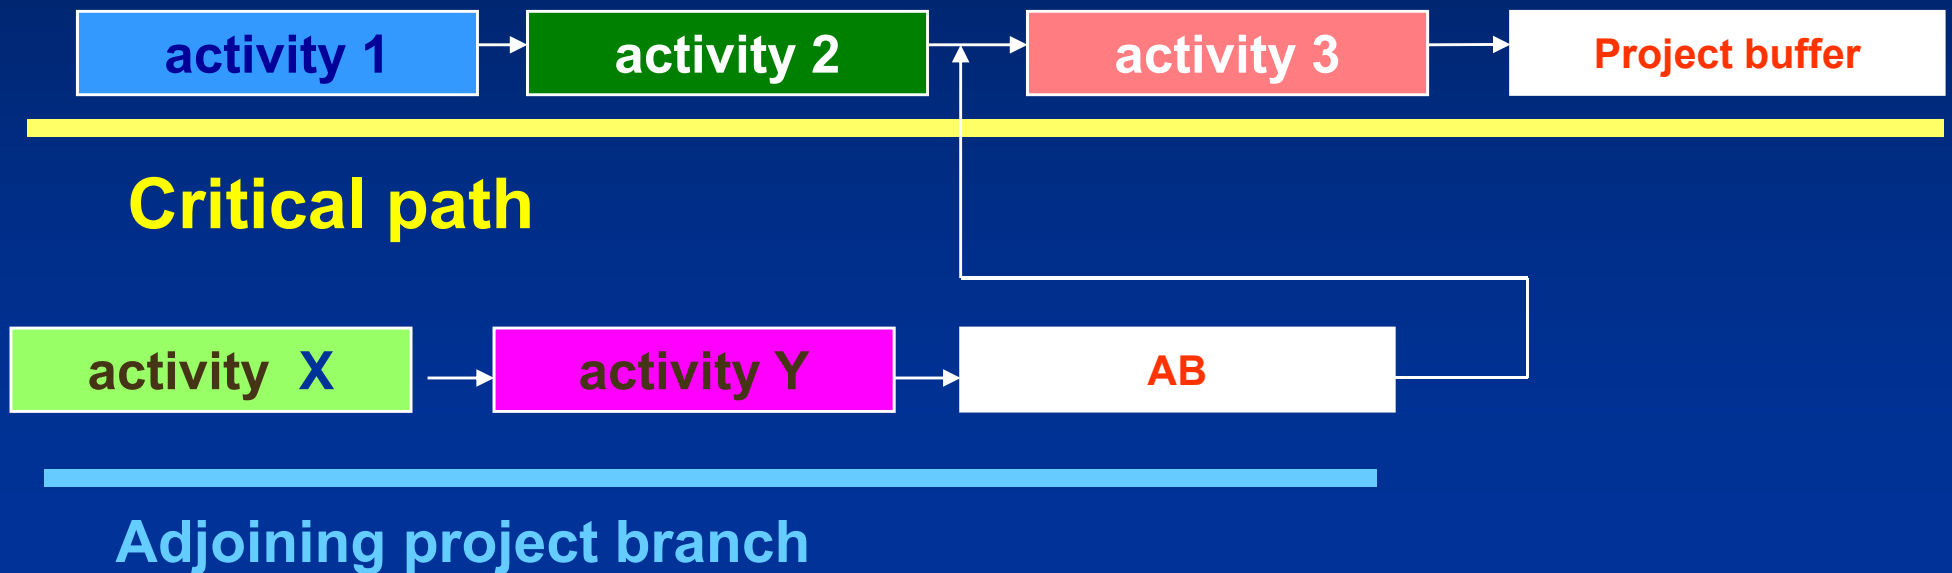 activity 1
activity 2
activity 3
Project buffer
Critical path
activity X
activity Y
AB
Adjoining project branch